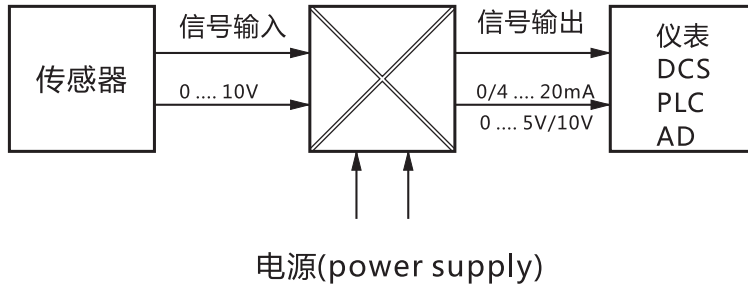 传感器
信号输入
0 .... 10V
信号输出
0/4 .... 20mA
0 .... 5V/10V
仪表
DCS
PLC
AD
电源(power supply)